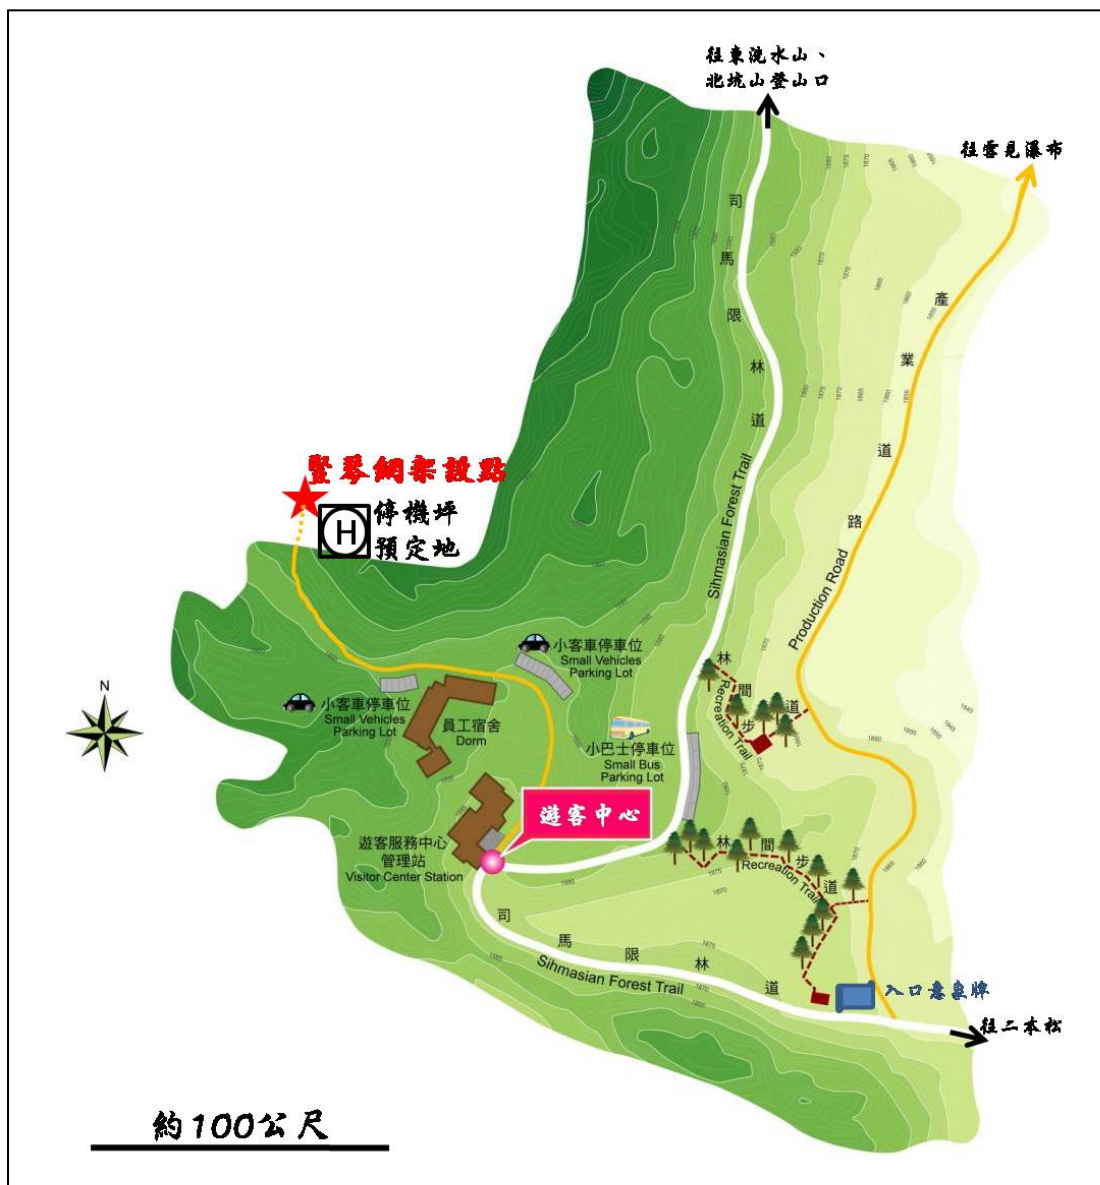 往東洗水山、
北坑山登山口
往雲見瀑布
司馬限林道
Sihmasian Forest Trail
產業道路
Production Road
豎琴網架設點
H
停機坪
預定地
小客車停車位
Small Vehicles
Parking Lot
小客車停車位
Small Vehicles
Parking Lot
員工宿舍
Dorm
小巴士停車位
Small Bus
Parking Lot
林間步道
Recreation Trail
N
遊客中心
遊客服務中心
管理站
Visitor Center Station
林間步道
Recreation Trail
司馬限林道
Sihmasian Forest Trail
入口意象牌
往二本松
約100公尺